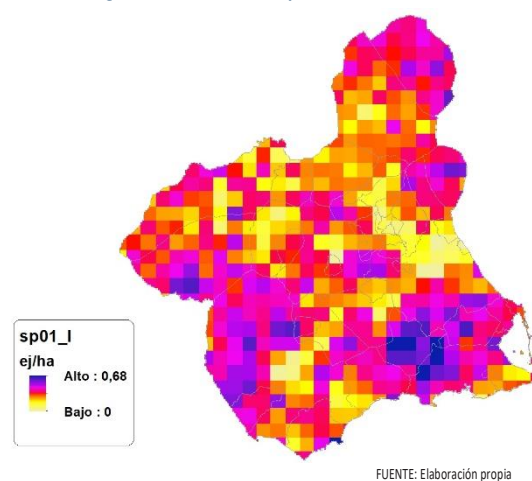 sp01_I
ej/ha
Alto : 0,68
Bajo : 0
FUENTE: Elaboración propia